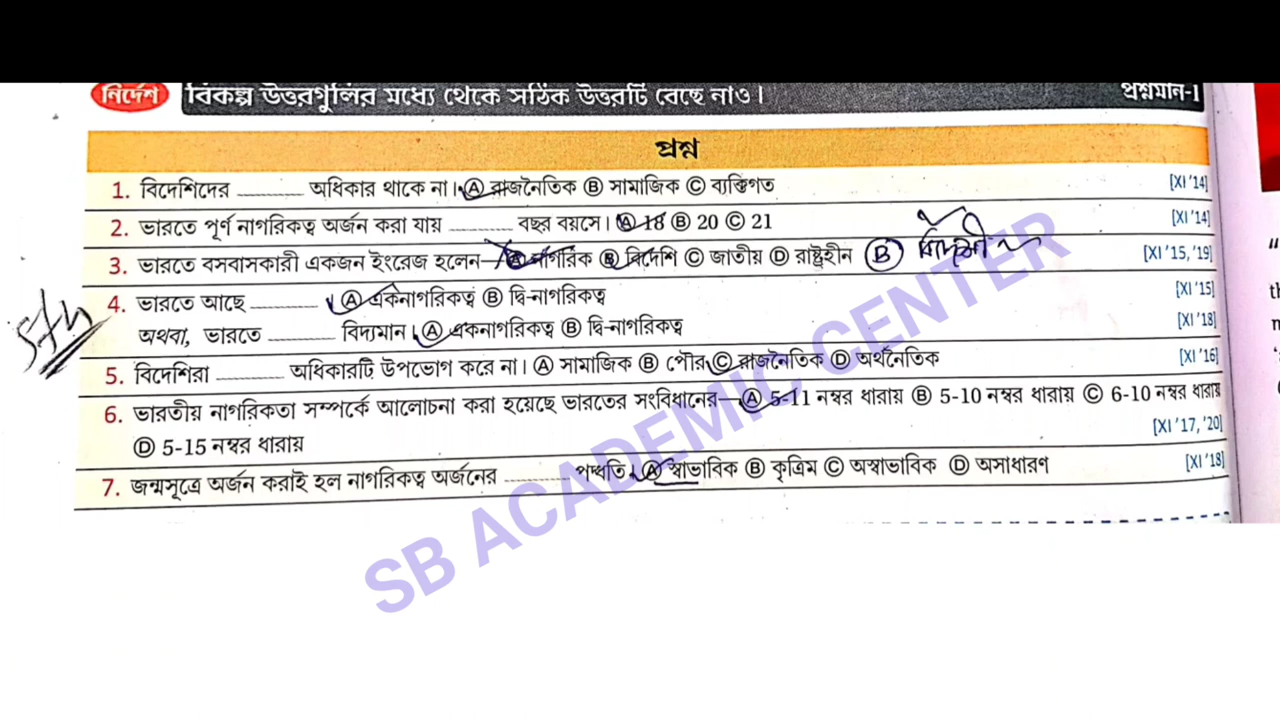 নির্দেশ বিকল্প উত্তরগুলির মধ্যে থেকে সঠিক উত্তরটি বেছে নাও। প্রশ্নমান-1
প্রশ্ন
1. বিদেশিদের ............ অধিকার থাকে না। Ⓐ রাজনৈতিক Ⓑ সামাজিক Ⓒ ব্যক্তিগত [XI '14]
2. ভারতে পূর্ণ নাগরিকত্ব অর্জন করা যায় ............ বছর বয়সে। Ⓐ 18 Ⓑ 20 Ⓒ 21 [XI '14]
3. ভারতে বসবাসকারী একজন ইংরেজ হলেন— Ⓐ নাগরিক Ⓑ বিদেশি Ⓒ জাতীয় Ⓓ রাষ্ট্রহীন Ⓑ বিদেশী [XI '15, '19]
4. ভারতে আছে ............ Ⓐ একনাগরিকত্ব Ⓑ দ্বি-নাগরিকত্ব [XI '15]
অথবা, ভারতে ............ বিদ্যমান। Ⓐ একনাগরিকত্ব Ⓑ দ্বি-নাগরিকত্ব [XI '18]
5. বিদেশিরা ............ অধিকারটি উপভোগ করে না। Ⓐ সামাজিক Ⓑ পৌর Ⓒ রাজনৈতিক Ⓓ অর্থনৈতিক [XI '16]
6. ভারতীয় নাগরিকতা সম্পর্কে আলোচনা করা হয়েছে ভারতের সংবিধানের— Ⓐ 5-11 নম্বর ধারায় Ⓑ 5-10 নম্বর ধারায় Ⓒ 6-10 নম্বর ধারায়
Ⓓ 5-15 নম্বর ধারায় [XI '17, '20]
7. জন্মসূত্রে অর্জন করাই হল নাগরিকত্ব অর্জনের ............ পদ্ধতি। Ⓐ স্বাভাবিক Ⓑ কৃত্রিম Ⓒ অস্বাভাবিক Ⓓ অসাধারণ [XI '18]
SB ACADEMIC CENTER